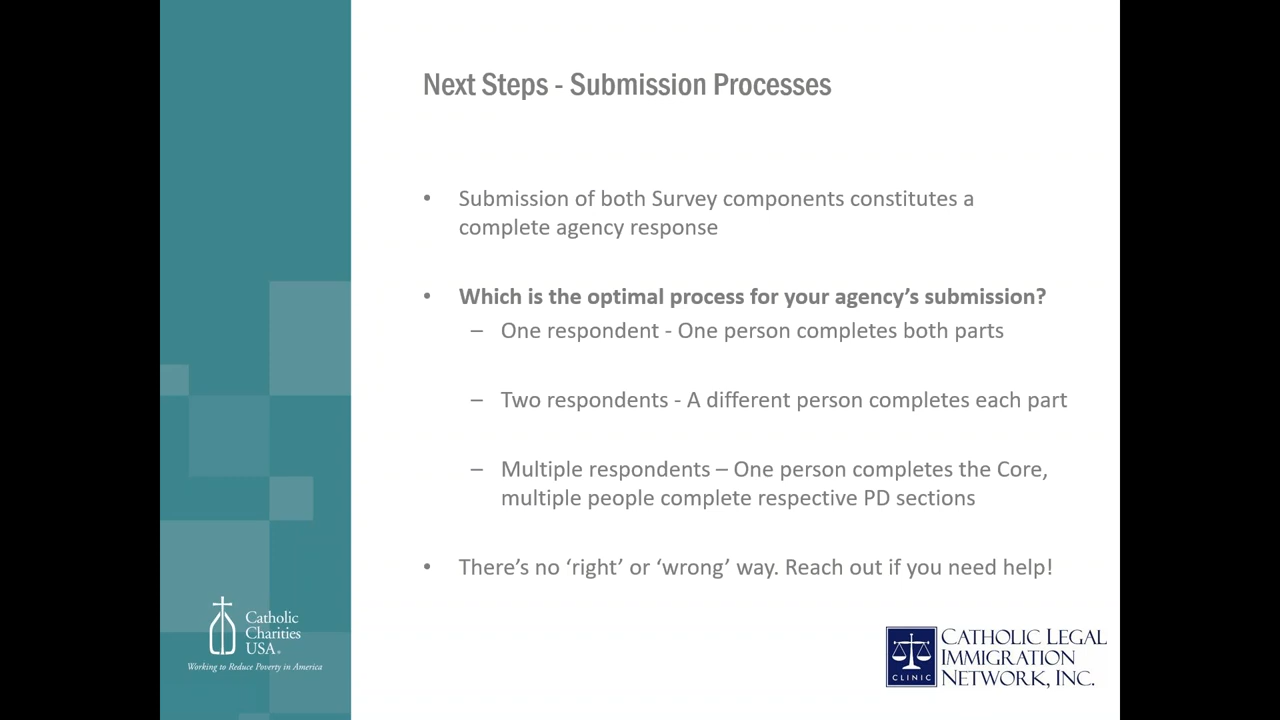 Next Steps - Submission Processes
• Submission of both Survey components constitutes a
complete agency response
• Which is the optimal process for your agency’s submission?
– One respondent - One person completes both parts
– Two respondents - A different person completes each part
– Multiple respondents – One person completes the Core,
multiple people complete respective PD sections
• There’s no ‘right’ or ‘wrong’ way. Reach out if you need help!
Catholic
Charities
USA®
Working to Reduce Poverty in America
CLINIC
CATHOLIC LEGAL
IMMIGRATION
NETWORK, INC.